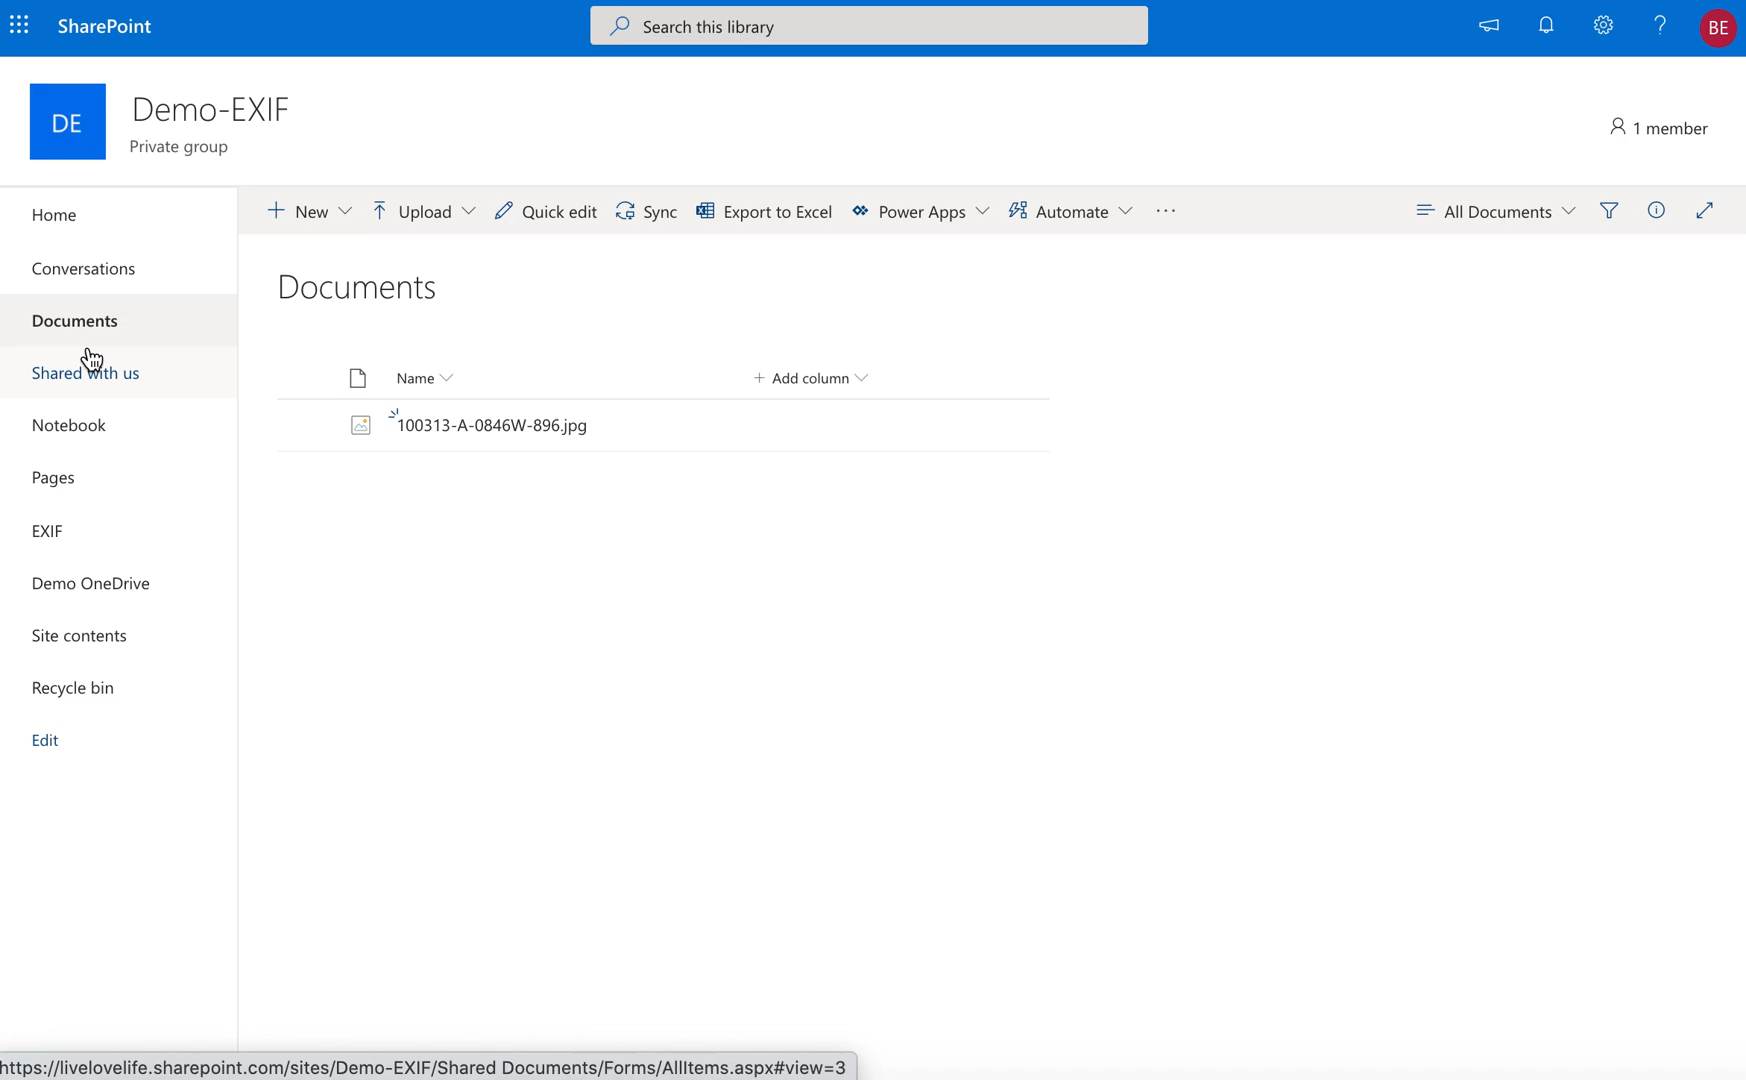 SharePoint
Search this library
BE
DE
Demo-EXIF
Private group
1 member
Home
Conversations
Documents
Shared with us
Notebook
Pages
EXIF
Demo OneDrive
Site contents
Recycle bin
Edit
New
Upload
Quick edit
Sync
Export to Excel
Power Apps
Automate
All Documents
Documents
Name
Add column
100313-A-0846W-896.jpg
https://livelovelife.sharepoint.com/sites/Demo-EXIF/Shared Documents/Forms/AllItems.aspx#view=3